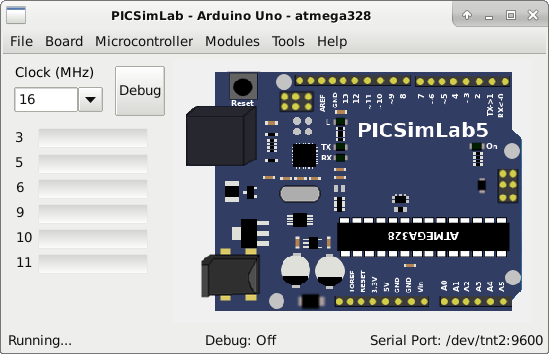 PICSimLab - Arduino Uno - atmega328
File Board Microcontroller Modules Tools Help
Clock (MHz)
16
Debug
3
5
6
9
10
11
Reset
AREF
GND
13
12
~11
~10
~9
8
7
~6
~5
4
~3
2
TX->1
RX<-0
L
TX
RX
PICSimLab5
On
ATMEGA328
IOREF
RESET
3.3V
5V
GND
GND
Vin
A0
A1
A2
A3
A4
A5
Running...
Debug: Off
Serial Port: /dev/tnt2:9600